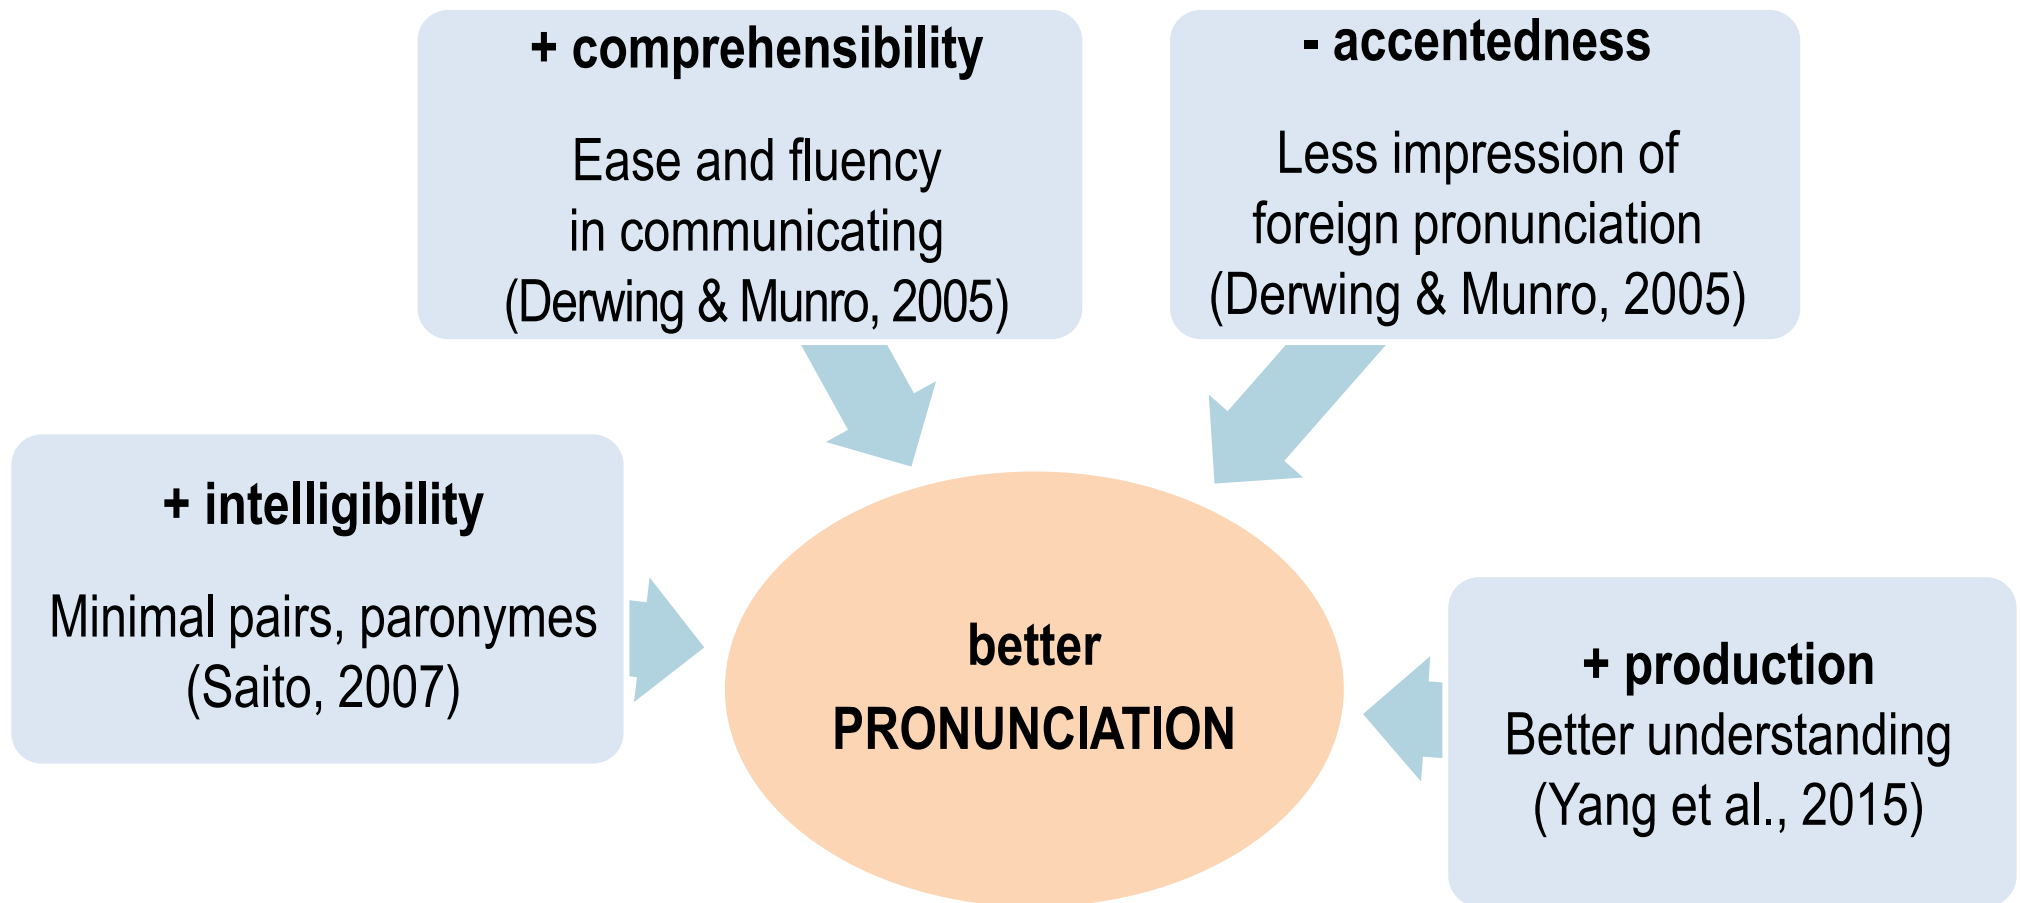 + comprehensibility
Ease and fluency
in communicating
(Derwing & Munro, 2005)
- accentedness
Less impression of
foreign pronunciation
(Derwing & Munro, 2005)
+ intelligibility
Minimal pairs, paronymes
(Saito, 2007)
better
PRONUNCIATION
+ production
Better understanding
(Yang et al., 2015)